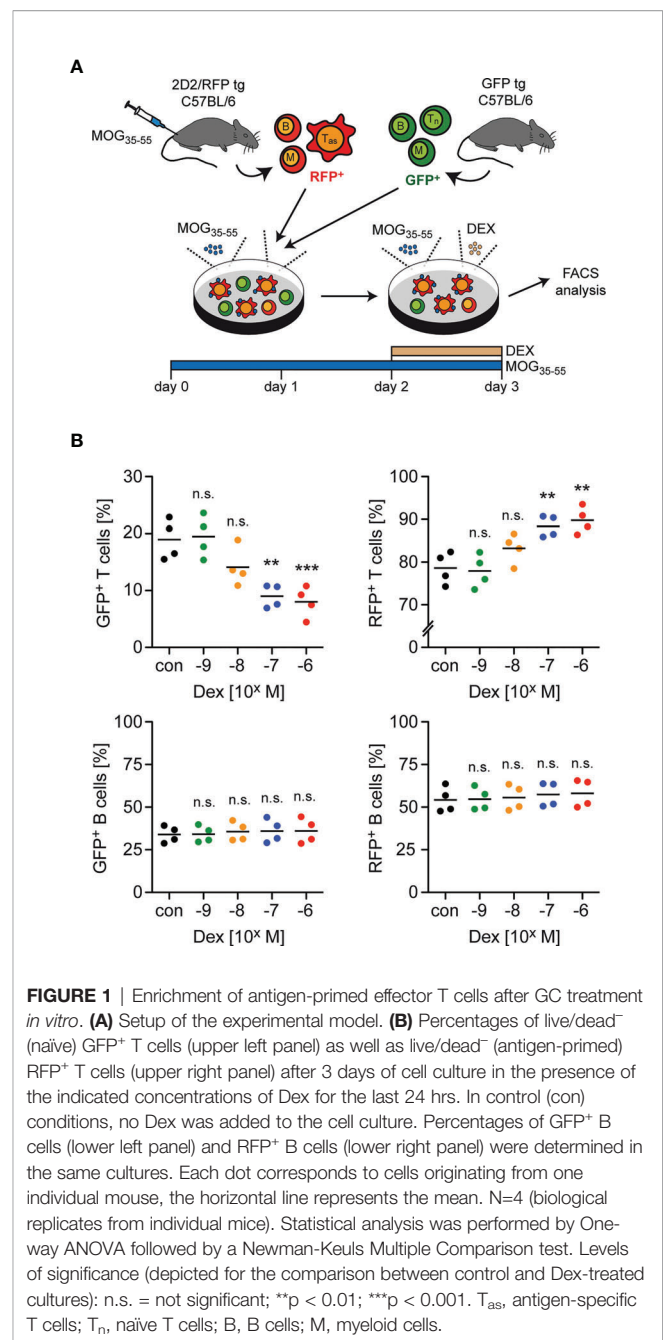 A
2D2/RFP tg
C57BL/6
GFP tg
C57BL/6
MOG35-55
B
Tas
M
RFP+
B
Tn
M
GFP+
MOG35-55
MOG35-55
DEX
FACS
analysis
DEX
MOG35-55
day 0
day 1
day 2
day 3
B
GFP+ T cells [%]
30
20
10
0
n.s.
n.s.
**
***
con
-9
-8
-7
-6
Dex [10x M]
RFP+ T cells [%]
100
90
80
70
0
n.s.
n.s.
**
**
con
-9
-8
-7
-6
Dex [10x M]
GFP+ B cells [%]
100
75
50
25
0
n.s.
n.s.
n.s.
n.s.
con
-9
-8
-7
-6
Dex [10x M]
RFP+ B cells [%]
100
75
50
25
0
n.s.
n.s.
n.s.
n.s.
con
-9
-8
-7
-6
Dex [10x M]
FIGURE 1 | Enrichment of antigen-primed effector T cells after GC treatment
in vitro. (A) Setup of the experimental model. (B) Percentages of live/dead−
(naïve) GFP+ T cells (upper left panel) as well as live/dead− (antigen-primed)
RFP+ T cells (upper right panel) after 3 days of cell culture in the presence of
the indicated concentrations of Dex for the last 24 hrs. In control (con)
conditions, no Dex was added to the cell culture. Percentages of GFP+ B
cells (lower left panel) and RFP+ B cells (lower right panel) were determined in
the same cultures. Each dot corresponds to cells originating from one
individual mouse, the horizontal line represents the mean. N=4 (biological
replicates from individual mice). Statistical analysis was performed by One-
way ANOVA followed by a Newman-Keuls Multiple Comparison test. Levels
of significance (depicted for the comparison between control and Dex-treated
cultures): n.s. = not significant; **p < 0.01; ***p < 0.001. Tas, antigen-specific
T cells; Tn, naïve T cells; B, B cells; M, myeloid cells.